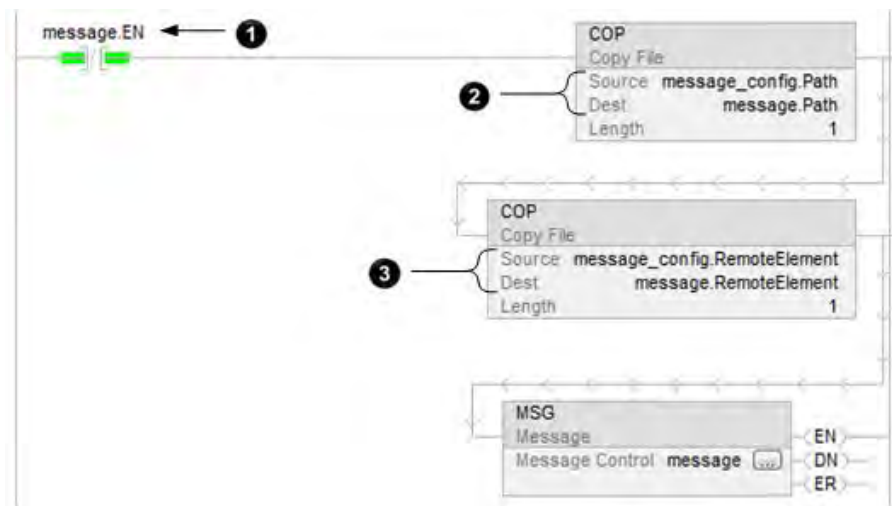 message.EN
1
COP
Copy File
2
Source message_config.Path
Dest message.Path
Length 1
COP
Copy File
3
Source message_config.RemoteElement
Dest message.RemoteElement
Length 1
MSG
Message
EN
Message Control message ...
DN
ER